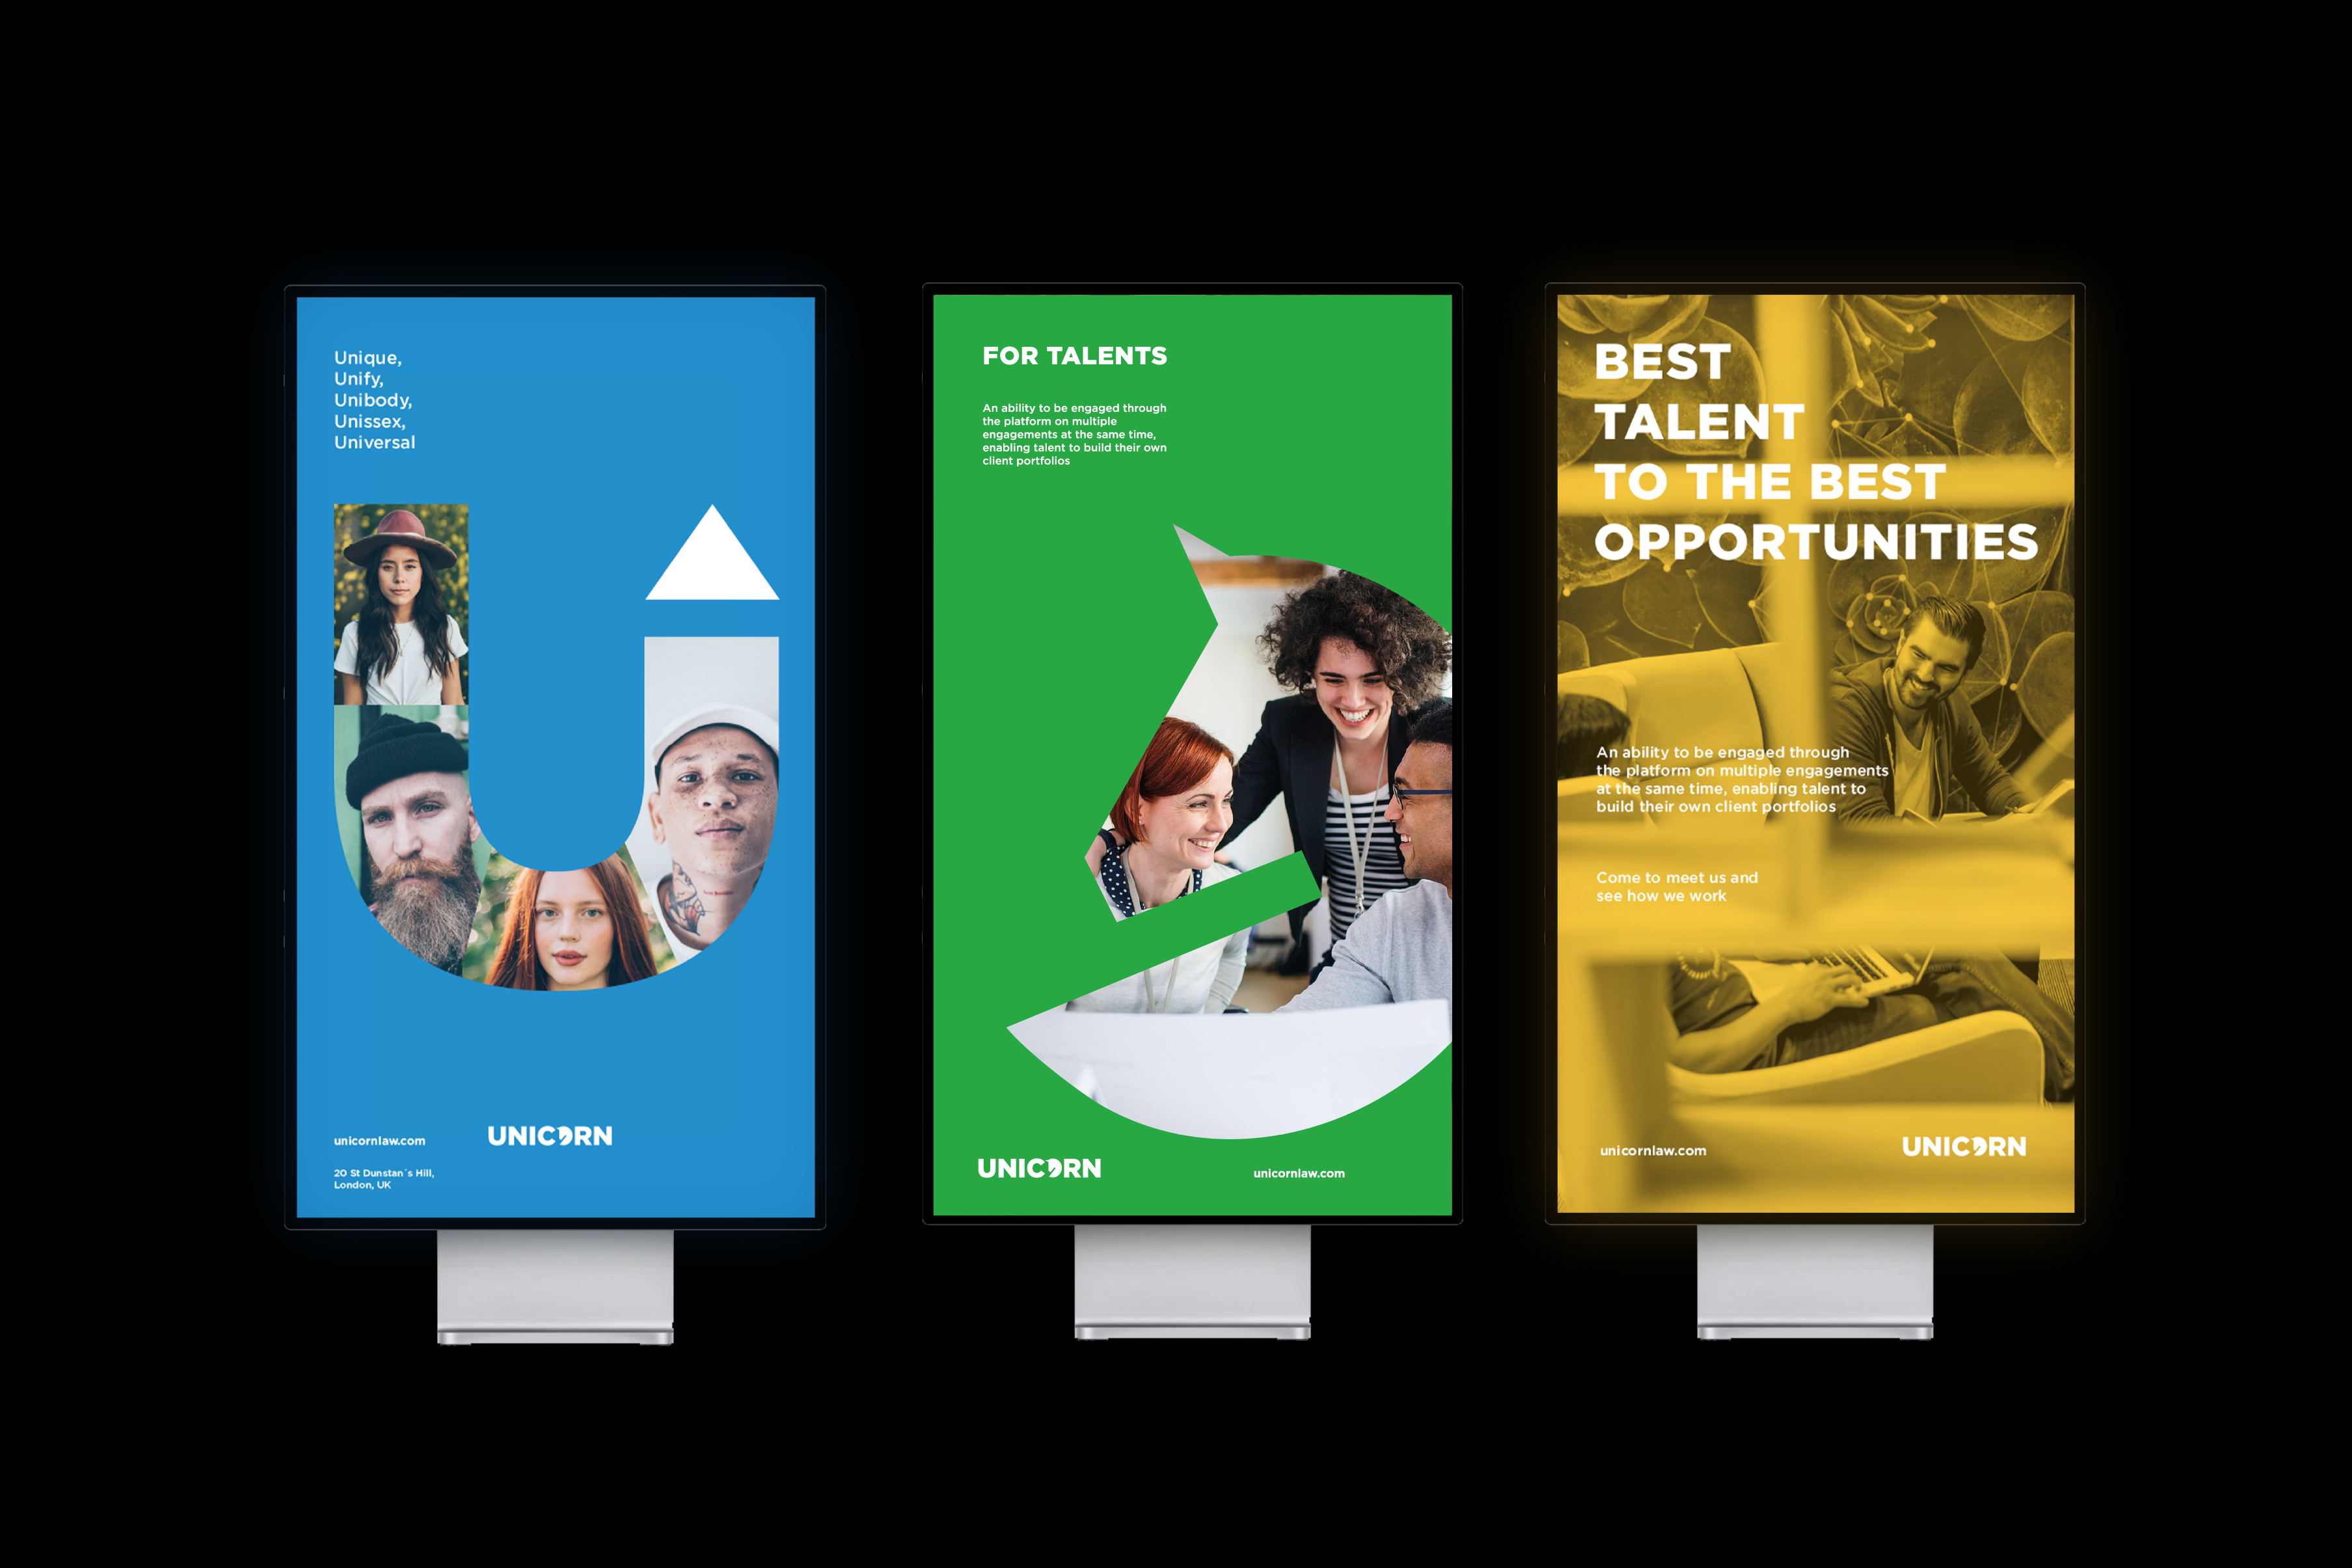 Unique,
Unify,
Unibody,
Unissex,
Universal
unicornlaw.com
UNICORN
20 St Dunstan´s Hill,
London, UK
FOR TALENTS
An ability to be engaged through
the platform on multiple
engagements at the same time,
enabling talent to build their own
client portfolios
UNICORN
unicornlaw.com
BEST
TALENT
TO THE BEST
OPPORTUNITIES
An ability to be engaged through
the platform on multiple engagements
at the same time, enabling talent to
build their own client portfolios
Come to meet us and
see how we work
unicornlaw.com
UNICORN